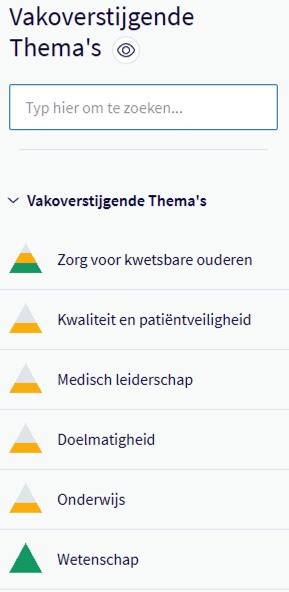 Vakoverstijgende
Thema's
Typ hier om te zoeken...
Vakoverstijgende Thema's
Zorg voor kwetsbare ouderen
Kwaliteit en patiëntveiligheid
Medisch leiderschap
Doelmatigheid
Onderwijs
Wetenschap